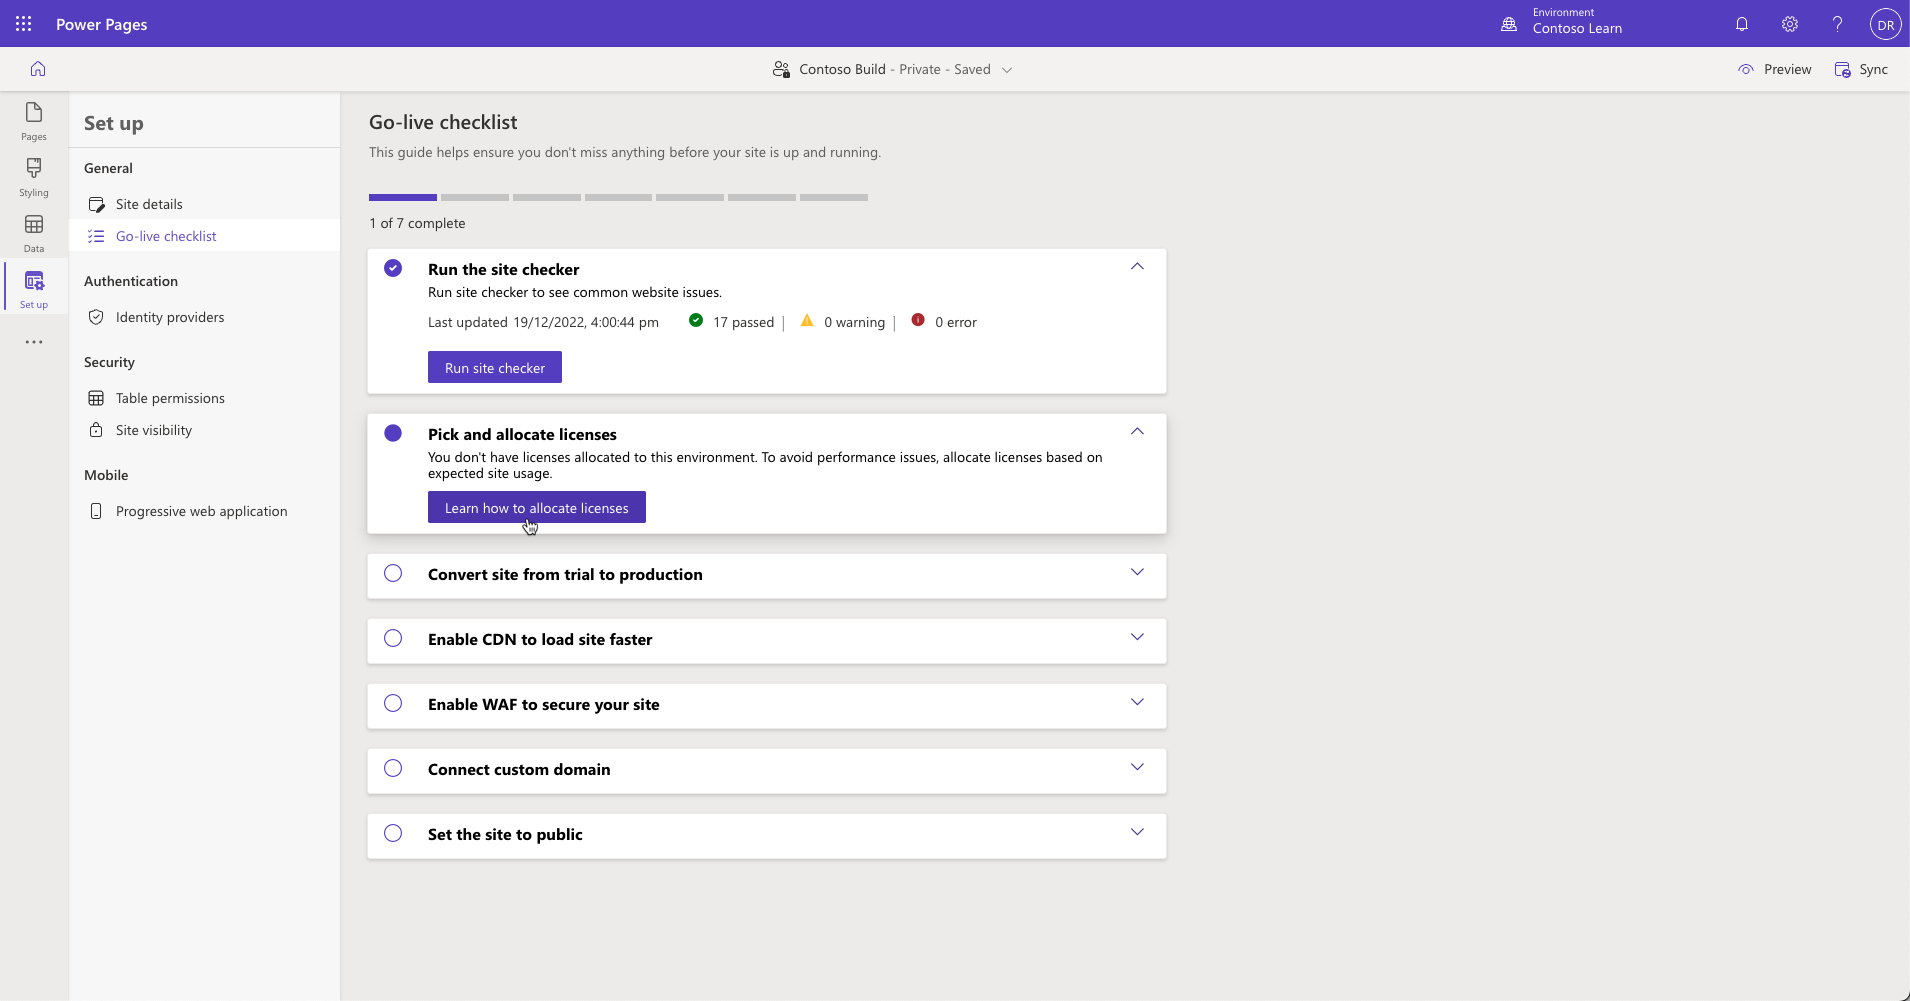 Power Pages
Environment
Contoso Learn
DR
Contoso Build - Private - Saved
Preview
Sync
Pages
Styling
Data
Set up
Set up
General
Site details
Go-live checklist
Authentication
Identity providers
Security
Table permissions
Site visibility
Mobile
Progressive web application
Go-live checklist
This guide helps ensure you don't miss anything before your site is up and running.
1 of 7 complete
Run the site checker
Run site checker to see common website issues.
Last updated 19/12/2022, 4:00:44 pm 17 passed | 0 warning | 0 error
Run site checker
Pick and allocate licenses
You don't have licenses allocated to this environment. To avoid performance issues, allocate licenses based on
expected site usage.
Learn how to allocate licenses
Convert site from trial to production
Enable CDN to load site faster
Enable WAF to secure your site
Connect custom domain
Set the site to public